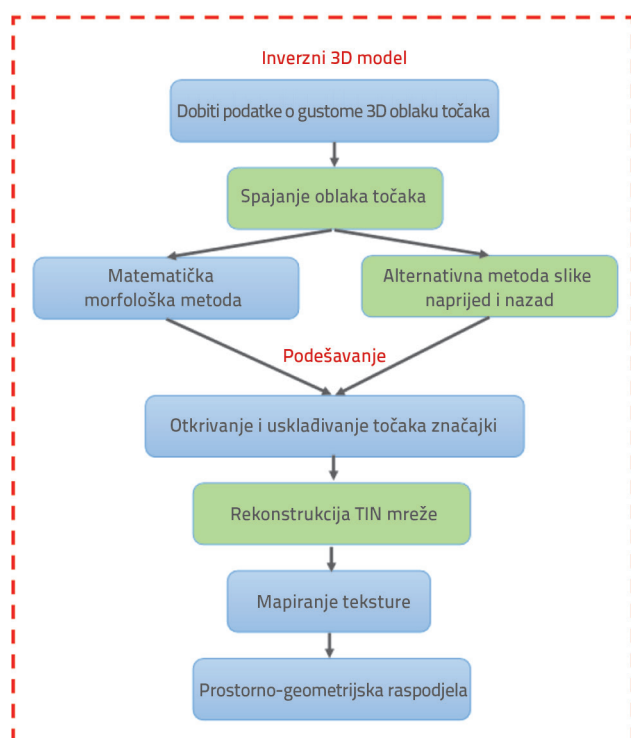 Inverzni 3D model
Dobiti podatke o gustome 3D oblaku točaka
Spajanje oblaka točaka
Matematička
morfološka metoda
Alternativna metoda slike
naprijed i nazad
Podešavanje
Otkrivanje i usklađivanje točaka značajki
Rekonstrukcija TIN mreže
Mapiranje teksture
Prostorno-geometrijska raspodjela